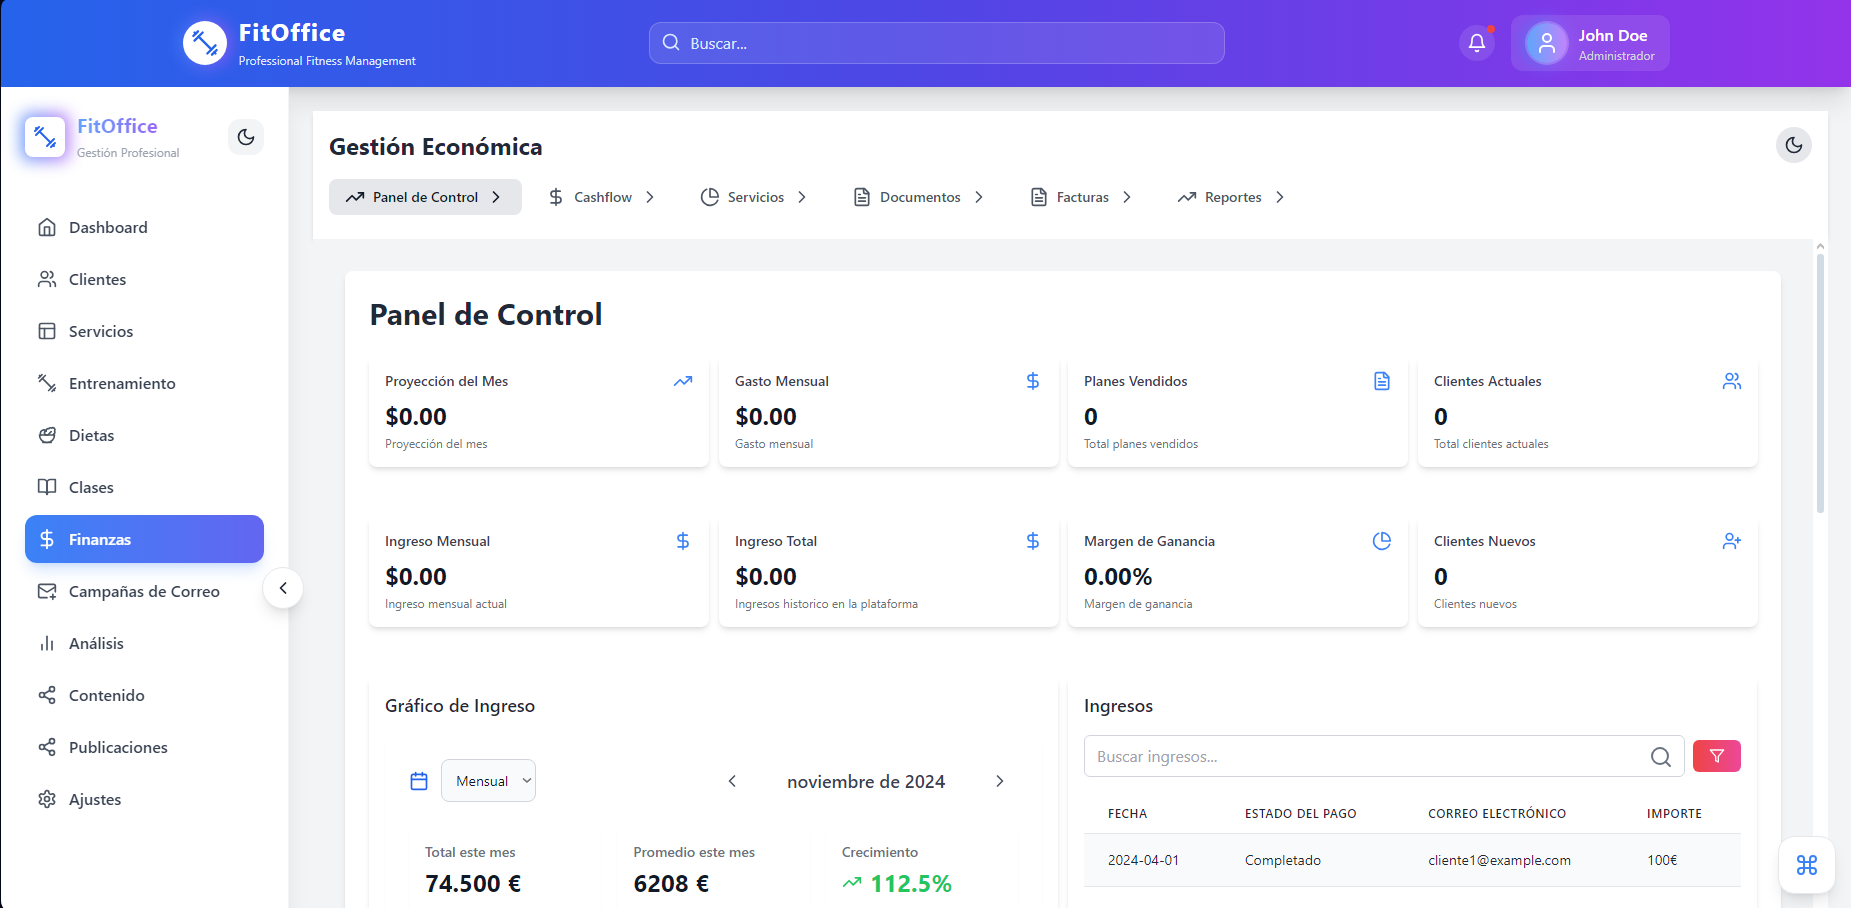 FitOffice
Professional Fitness Management
Buscar...
John Doe
Administrador
FitOffice
Gestión Profesional
Dashboard
Clientes
Servicios
Entrenamiento
Dietas
Clases
Finanzas
Campañas de Correo
Análisis
Contenido
Publicaciones
Ajustes
Gestión Económica
Panel de Control
Cashflow
Servicios
Documentos
Facturas
Reportes
Panel de Control
Proyección del Mes
$0.00
Proyección del mes
Gasto Mensual
$0.00
Gasto mensual
Planes Vendidos
0
Total planes vendidos
Clientes Actuales
0
Total clientes actuales
Ingreso Mensual
$0.00
Ingreso mensual actual
Ingreso Total
$0.00
Ingresos historico en la plataforma
Margen de Ganancia
0.00%
Margen de ganancia
Clientes Nuevos
0
Clientes nuevos
Gráfico de Ingreso
Mensual
noviembre de 2024
Total este mes
74.500 €
Promedio este mes
6208 €
Crecimiento
112.5%
Ingresos
Buscar ingresos...
FECHA ESTADO DEL PAGO CORREO ELECTRÓNICO IMPORTE
2024-04-01 Completado cliente1@example.com 100€